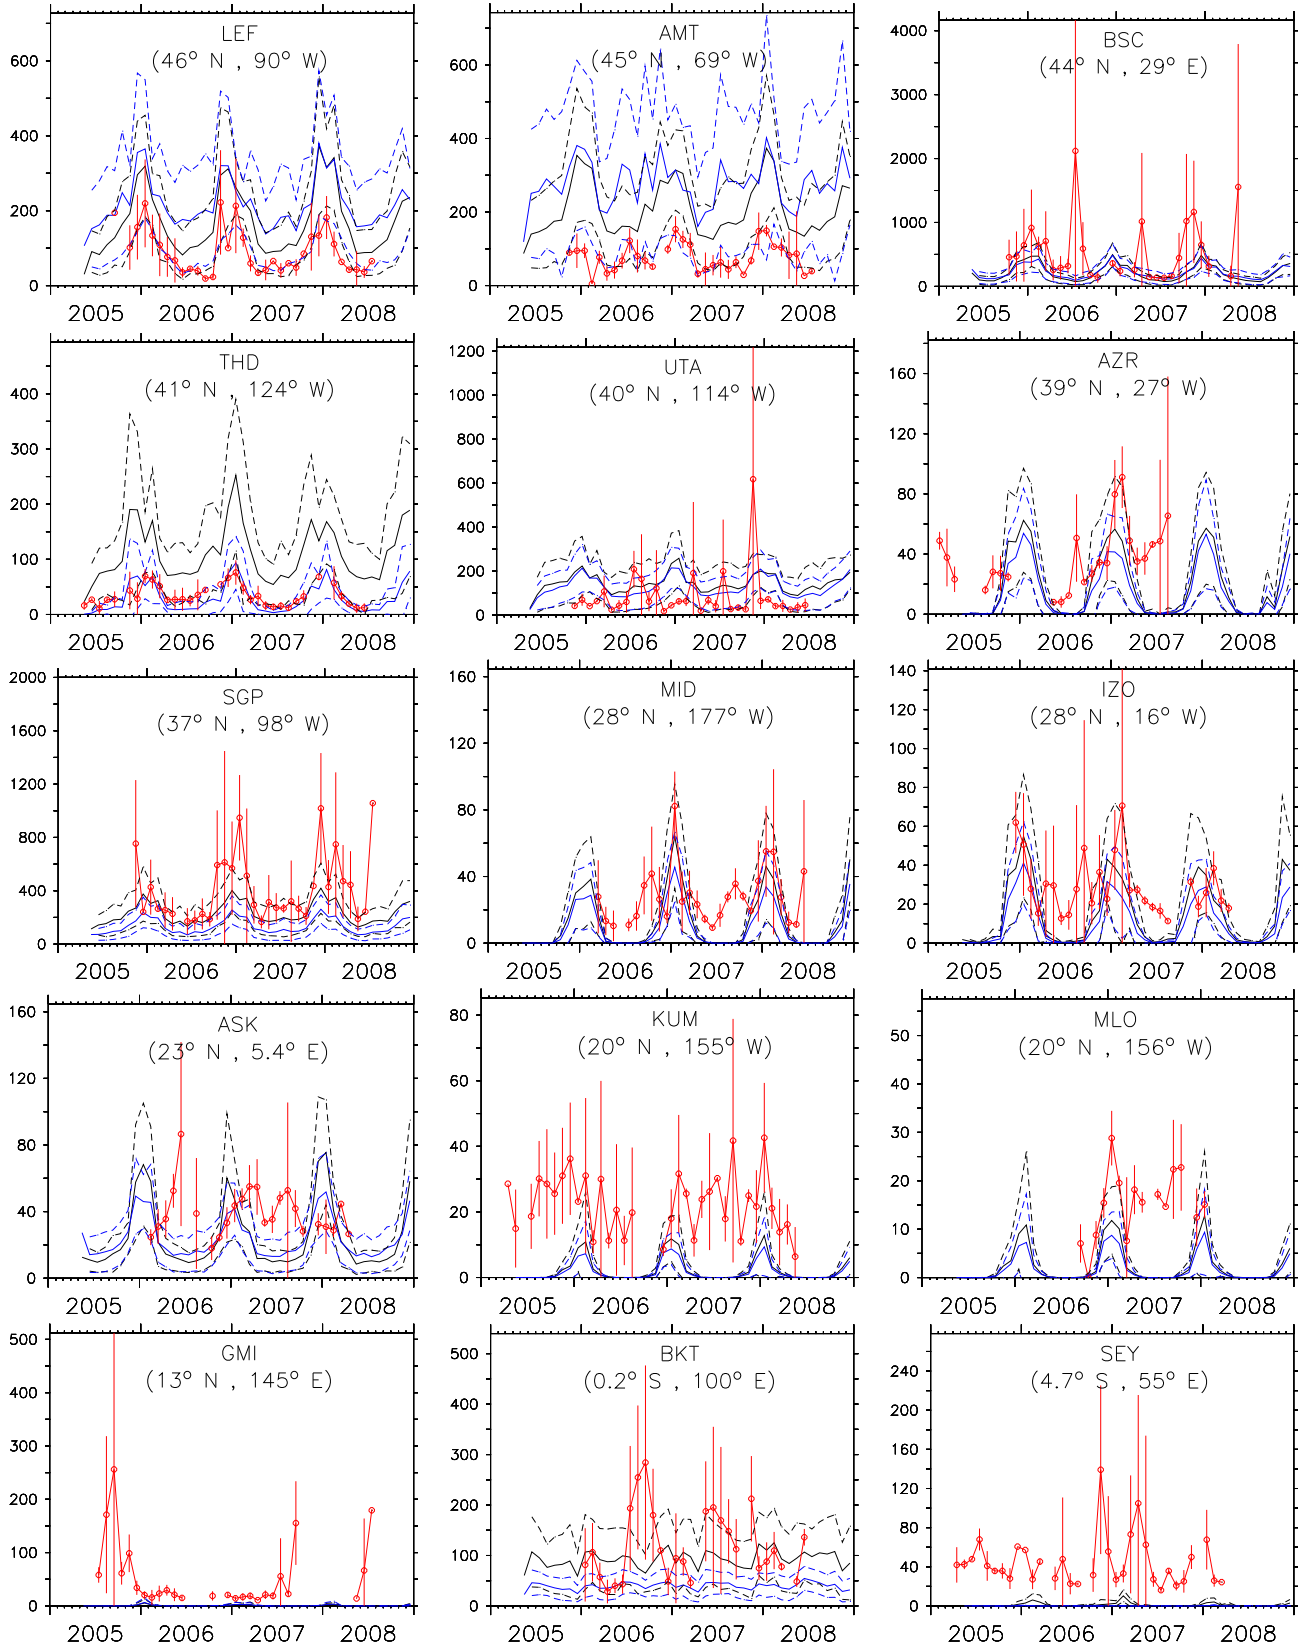 LEF
(46° N , 90° W)
600
400
200
0
2005 2006 2007 2008
AMT
(45° N , 69° W)
600
400
200
0
2005 2006 2007 2008
BSC
(44° N , 29° E)
4000
3000
2000
1000
0
2005 2006 2007 2008
THD
(41° N , 124° W)
400
300
200
100
0
2005 2006 2007 2008
UTA
(40° N , 114° W)
1200
1000
800
600
400
200
0
2005 2006 2007 2008
AZR
(39° N , 27° W)
160
120
80
40
0
2005 2006 2007 2008
SGP
(37° N , 98° W)
2000
1600
1200
800
400
0
2005 2006 2007 2008
MID
(28° N , 177° W)
160
120
80
40
0
2005 2006 2007 2008
IZO
(28° N , 16° W)
140
120
100
80
60
40
20
0
2005 2006 2007 2008
ASK
(23° N , 5.4° E)
160
120
80
40
0
2005 2006 2007 2008
KUM
(20° N , 155° W)
80
60
40
20
0
2005 2006 2007 2008
MLO
(20° N , 156° W)
50
40
30
20
10
0
2005 2006 2007 2008
GMI
(13° N , 145° E)
500
400
300
200
100
0
2005 2006 2007 2008
BKT
(0.2° S , 100° E)
500
400
300
200
100
0
2005 2006 2007 2008
SEY
(4.7° S , 55° E)
240
200
160
120
80
40
0
2005 2006 2007 2008